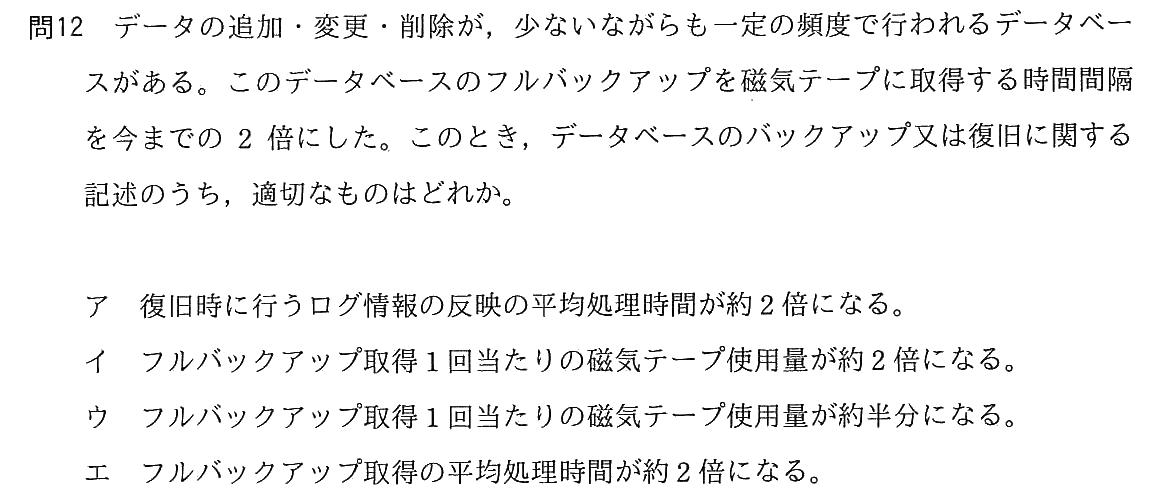 問12 データの追加・変更・削除が，少ないながらも一定の頻度で行われるデータベー
スがある。このデータベースのフルバックアップを磁気テープに取得する時間間隔
を今までの 2 倍にした。このとき，データベースのバックアップ又は復旧に関する
記述のうち，適切なものはどれか。
ア 復旧時に行うログ情報の反映の平均処理時間が約 2 倍になる。
イ フルバックアップ取得 1 回当たりの磁気テープ使用量が約 2 倍になる。
ウ フルバックアップ取得 1 回当たりの磁気テープ使用量が約半分になる。
エ フルバックアップ取得の平均処理時間が約 2 倍になる。